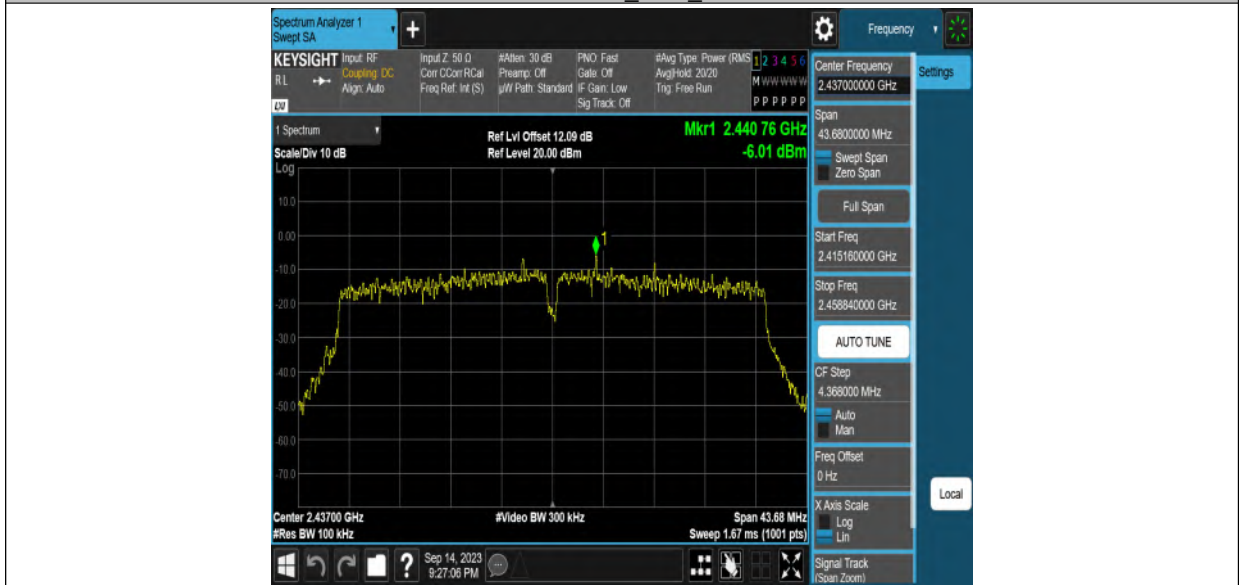 Spectrum Analyzer 1
Swept SA
+
Frequency
KEYSIGHT
RL
LXI
Input: RF
Coupling: DC
Align: Auto
Input Z: 50 Ω
Corr CCorr RCal
Freq Ref: Int (S)
#Atten: 30 dB
Preamp: Off
µW Path: Standard
PNO: Fast
Gate: Off
IF Gain: Low
Sig Track: Off
#Avg Type: Power (RMS
Avg|Hold: 20/20
Trig: Free Run
1 2 3 4 5 6
M W W W W W
P P P P P P
1 Spectrum
Scale/Div 10 dB
Log
Ref Lvl Offset 12.09 dB
Ref Level 20.00 dBm
Mkr1 2.440 76 GHz
-6.01 dBm
10.0
0.00
-10.0
-20.0
-30.0
-40.0
-50.0
-60.0
-70.0
1
Center 2.43700 GHz
#Res BW 100 kHz
#Video BW 300 kHz
Span 43.68 MHz
Sweep 1.67 ms (1001 pts)
Center Frequency
2.437000000 GHz
Span
43.6800000 MHz
Swept Span
Zero Span
Full Span
Start Freq
2.415160000 GHz
Stop Freq
2.458840000 GHz
AUTO TUNE
CF Step
4.368000 MHz
Auto
Man
Freq Offset
0 Hz
X Axis Scale
Log
Lin
Signal Track
(Span Zoom)
Settings
Local
?
Sep 14, 2023
9:27:06 PM